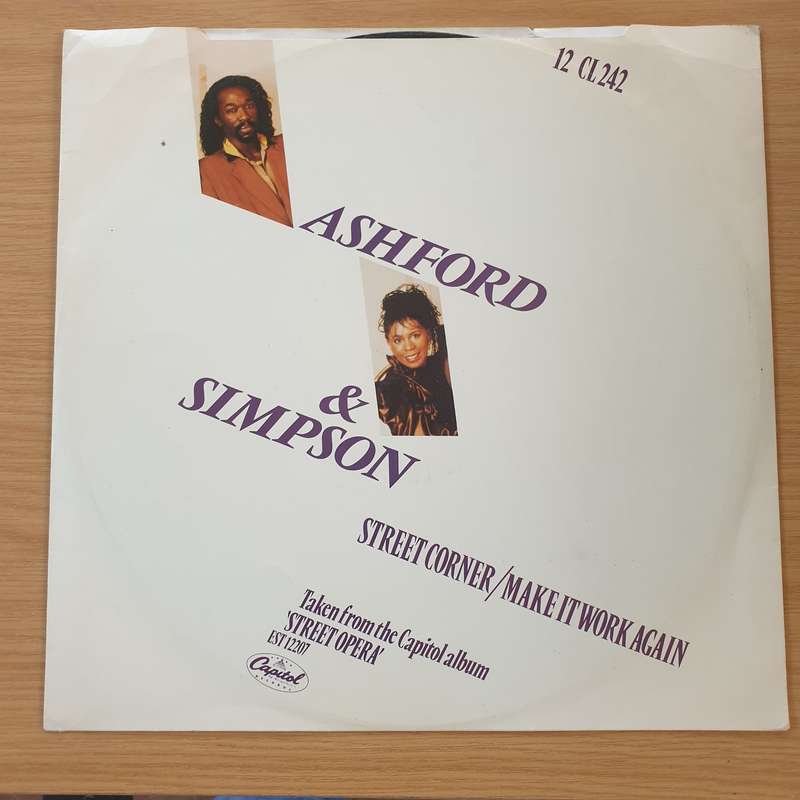 12 CL 242
ASHFORD
&
SIMPSON
STREET CORNER/MAKE IT WORK AGAIN
Taken from the Capitol album
'STREET OPERA'
EST 12207
Capitol
RECORDS